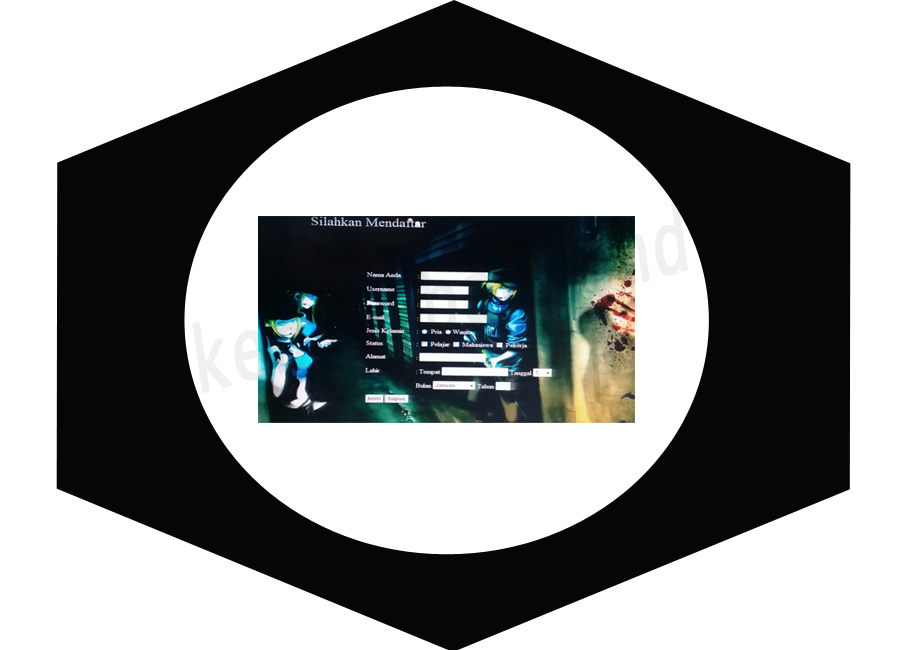 Silahkan Mendaftar
Nama Anda :
Username :
Password :
E-mail :
Jenis Kelamin : Pria Wanita
Status : Pelajar Mahasiswa Pekerja
Alamat :
Lahir : Tempat Tanggal 1
Bulan Januari Tahun
kirim hapus